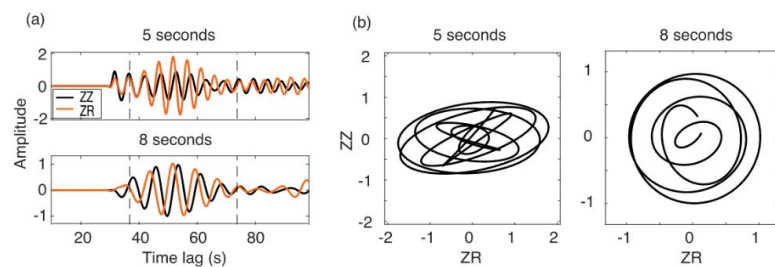 (a)
5 seconds
2
0
2
ZZ
ZR
Amplitude
8 seconds
1
0
-1
20
40
60
80
Time lag (s)
(b)
5 seconds
2
1
0
-1
-2
ZZ
-2
-1
0
1
2
ZR
8 seconds
1
0
-1
-1
0
1
ZR